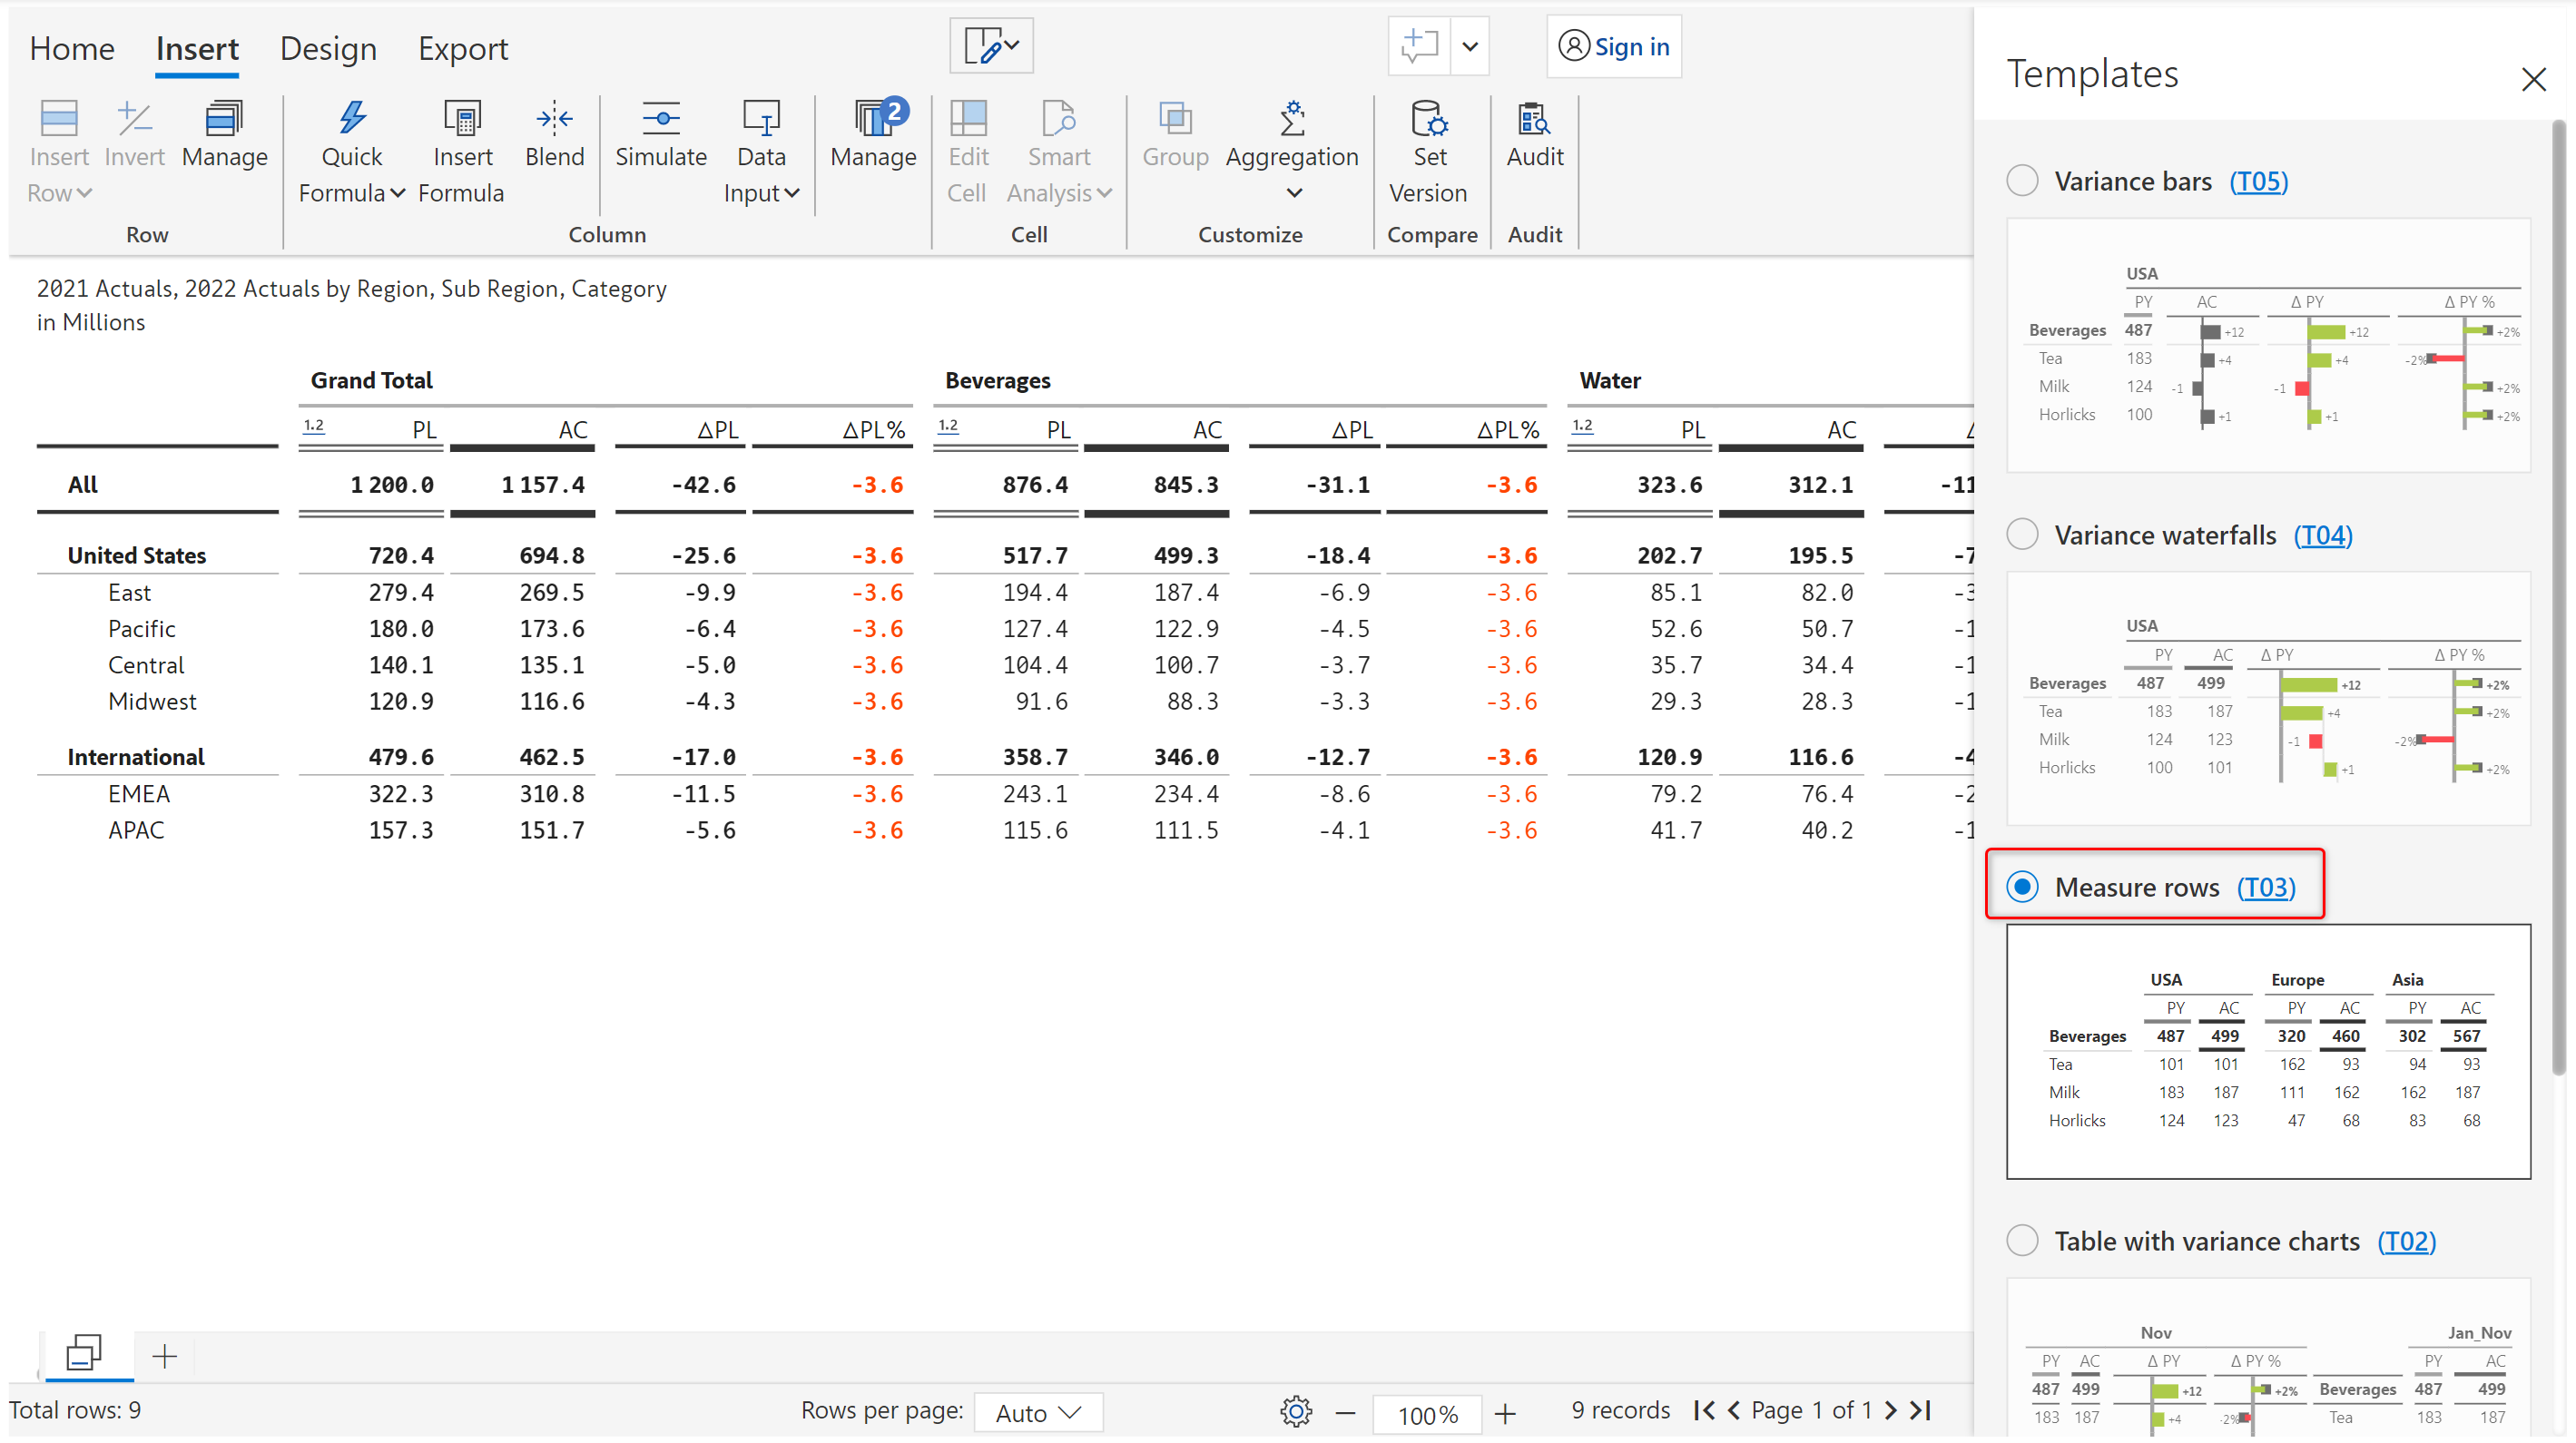 Home Insert Design Export
Sign in
Insert Row
Invert
Manage
Quick Formula
Insert Formula
Blend
Simulate
Data Input
Manage 2
Edit Cell
Smart Analysis
Group
Aggregation
Set Version
Audit
Row Column Cell Customize Compare Audit
2021 Actuals, 2022 Actuals by Region, Sub Region, Category
in Millions
Grand Total Beverages Water
1.2 PL AC ΔPL ΔPL% 1.2 PL AC ΔPL ΔPL% 1.2 PL AC
All 1 200.0 1 157.4 -42.6 -3.6 876.4 845.3 -31.1 -3.6 323.6 312.1 -11
United States 720.4 694.8 -25.6 -3.6 517.7 499.3 -18.4 -3.6 202.7 195.5 -7
East 279.4 269.5 -9.9 -3.6 194.4 187.4 -6.9 -3.6 85.1 82.0 -3
Pacific 180.0 173.6 -6.4 -3.6 127.4 122.9 -4.5 -3.6 52.6 50.7 -1
Central 140.1 135.1 -5.0 -3.6 104.4 100.7 -3.7 -3.6 35.7 34.4 -1
Midwest 120.9 116.6 -4.3 -3.6 91.6 88.3 -3.3 -3.6 29.3 28.3 -1
International 479.6 462.5 -17.0 -3.6 358.7 346.0 -12.7 -3.6 120.9 116.6 -4
EMEA 322.3 310.8 -11.5 -3.6 243.1 234.4 -8.6 -3.6 79.2 76.4 -2
APAC 157.3 151.7 -5.6 -3.6 115.6 111.5 -4.1 -3.6 41.7 40.2 -1
Total rows: 9
Rows per page: Auto
100%
9 records Page 1 of 1
Templates
Variance bars (T05)
USA
PY AC Δ PY Δ PY %
Beverages 487 +12 +12 +2%
Tea 183 +4 +4 -2%
Milk 124 -1 -1 +2%
Horlicks 100 +1 +1 +2%
Variance waterfalls (T04)
USA
PY AC Δ PY Δ PY %
Beverages 487 499 +12 +2%
Tea 183 187 +4 +2%
Milk 124 123 -1 -2%
Horlicks 100 101 +1 +2%
Measure rows (T03)
USA Europe Asia
PY AC PY AC PY AC
Beverages 487 499 320 460 302 567
Tea 101 101 162 93 94 93
Milk 183 187 111 162 162 187
Horlicks 124 123 47 68 83 68
Table with variance charts (T02)
Nov Jan_Nov
PY AC Δ PY Δ PY % PY AC
487 499 +12 +2% Beverages 487 499
183 187 +4 -2% Tea 183 187